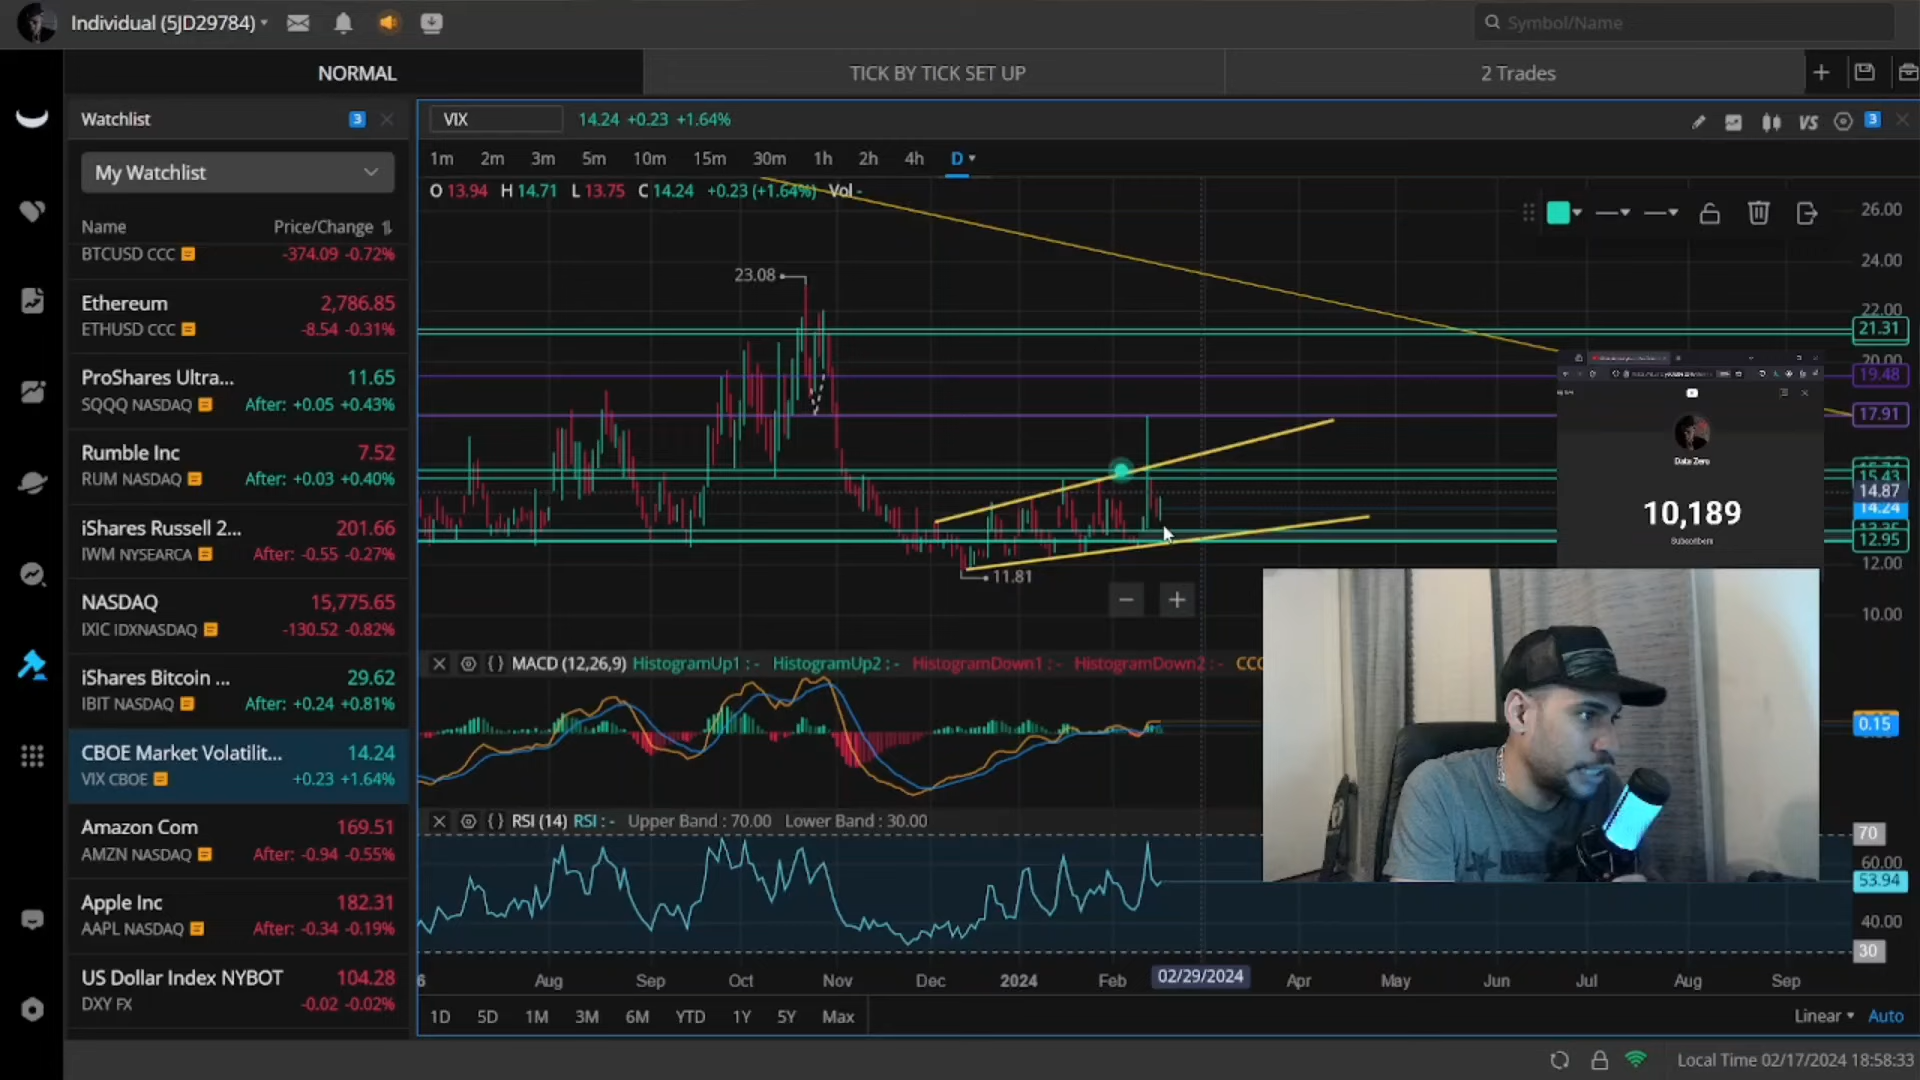 Individual (5JD29784)
Symbol/Name
NORMAL
TICK BY TICK SET UP
2 Trades
Watchlist
3
My Watchlist
Name
Price/Change
BTCUSD CCC
-374.09 -0.72%
Ethereum
2,786.85
ETHUSD CCC
-8.54 -0.31%
ProShares Ultra...
11.65
SQQQ NASDAQ
After: +0.05 +0.43%
Rumble Inc
7.52
RUM NASDAQ
After: +0.03 +0.40%
iShares Russell 2...
201.66
IWM NYSEARCA
After: -0.55 -0.27%
NASDAQ
15,775.65
IXIC IDXNASDAQ
-130.52 -0.82%
iShares Bitcoin ...
29.62
IBIT NASDAQ
After: +0.24 +0.81%
CBOE Market Volatilit...
14.24
VIX CBOE
+0.23 +1.64%
Amazon Com
169.51
AMZN NASDAQ
After: -0.94 -0.55%
Apple Inc
182.31
AAPL NASDAQ
After: -0.34 -0.19%
US Dollar Index NYBOT
104.28
DXY FX
-0.02 -0.02%
VIX
14.24 +0.23 +1.64%
VS
3
1m 2m 3m 5m 10m 15m 30m 1h 2h 4h D
O 13.94 H 14.71 L 13.75 C 14.24 +0.23 (+1.64%) Vol -
26.00
24.00
23.08
22.00
21.31
20.00
19.48
17.91
15.43
14.87
14.24
12.95
12.00
11.81
10.00
Data Zero
10,189
Subscribers
MACD (12,26,9) HistogramUp1 : - HistogramUp2 : - HistogramDown1 : - HistogramDown2 : -
0.15
RSI (14) RSI : - Upper Band : 70.00 Lower Band : 30.00
70
60.00
53.94
40.00
30
6 Aug Sep Oct Nov Dec 2024 Feb 02/29/2024 Apr May Jun Jul Aug Sep
1D 5D 1M 3M 6M YTD 1Y 5Y Max
Linear Auto
Local Time 02/17/2024 18:58:33